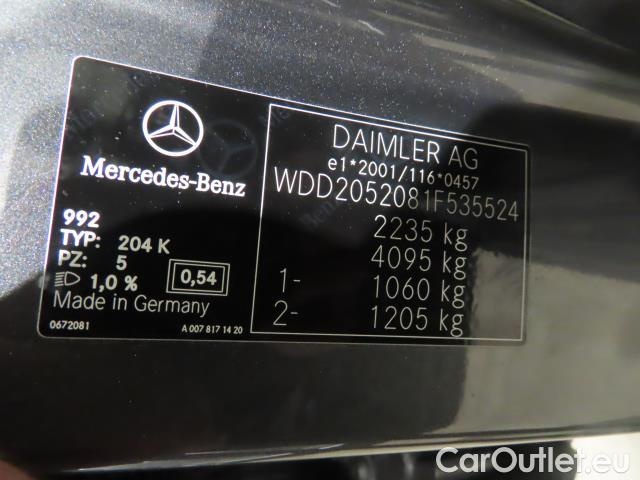 Mercedes-Benz
992
TYP: 204 K
PZ: 5
1,0 % 0,54
Made in Germany
0672081 A 007 817 14 20
DAIMLER AG
e1*2001/116*0457
WDD2052081F535524
2235 kg
4095 kg
1- 1060 kg
2- 1205 kg
CarOutlet.eu